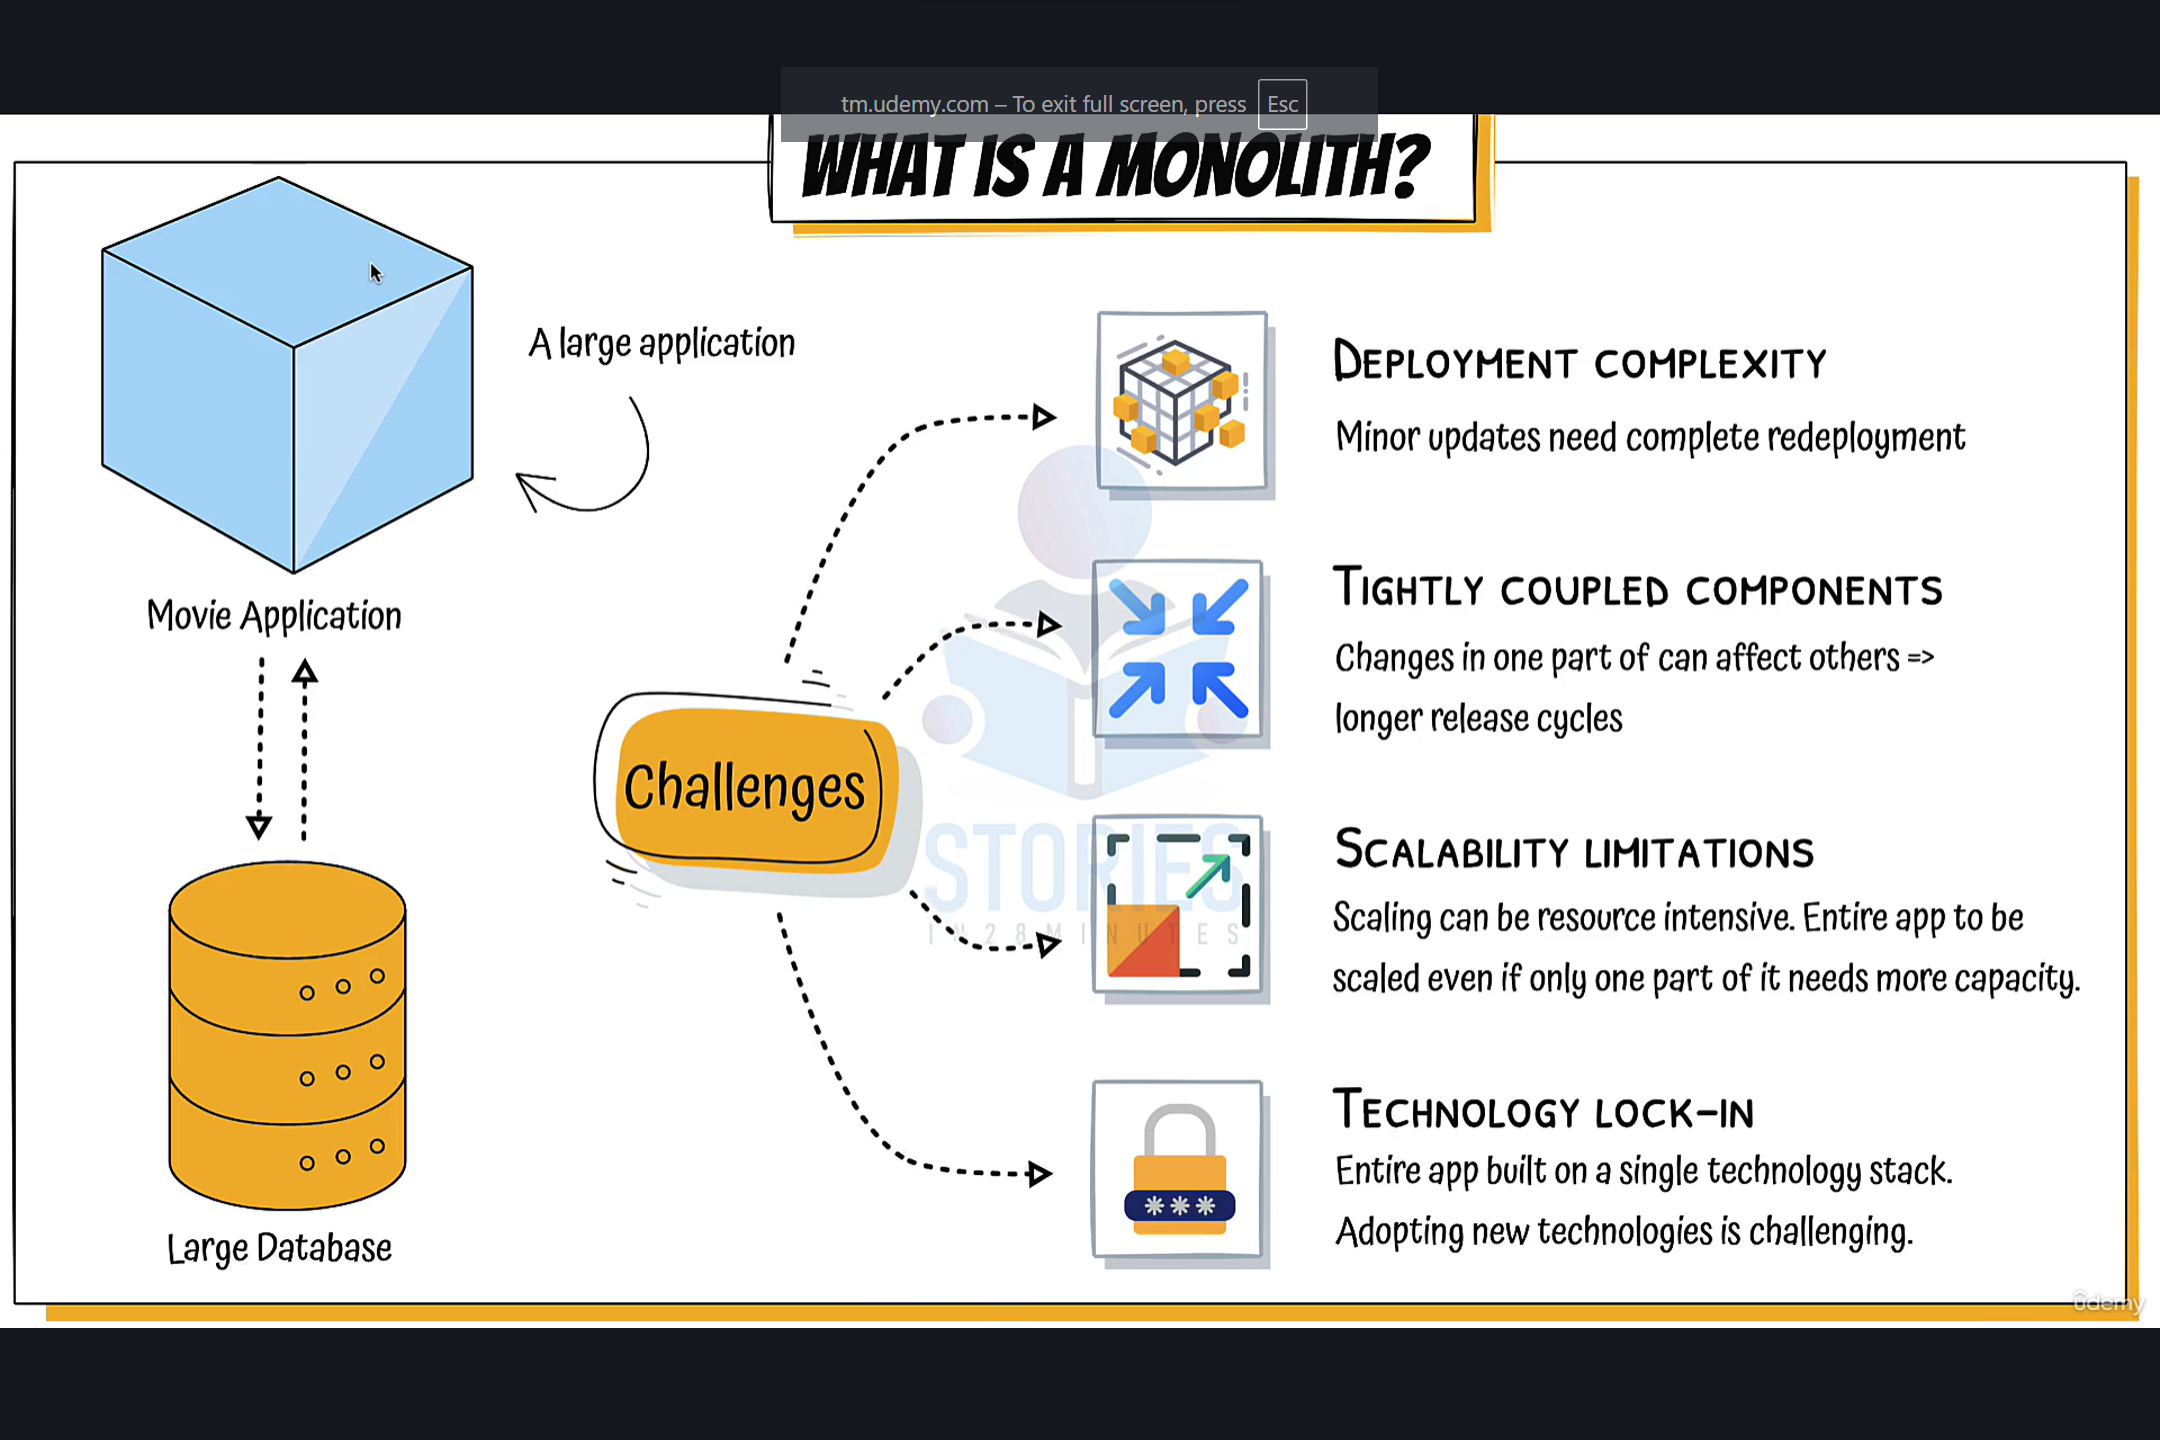 tm.udemy.com – To exit full screen, press Esc
WHAT IS A MONOLITH?
A large application
Movie Application
Large Database
Challenges
DEPLOYMENT COMPLEXITY
Minor updates need complete redeployment
TIGHTLY COUPLED COMPONENTS
Changes in one part of can affect others =>
longer release cycles
SCALABILITY LIMITATIONS
Scaling can be resource intensive. Entire app to be
scaled even if only one part of it needs more capacity.
TECHNOLOGY LOCK-IN
Entire app built on a single technology stack.
Adopting new technologies is challenging.
***
STORIES
IN28MINUTES
udemy